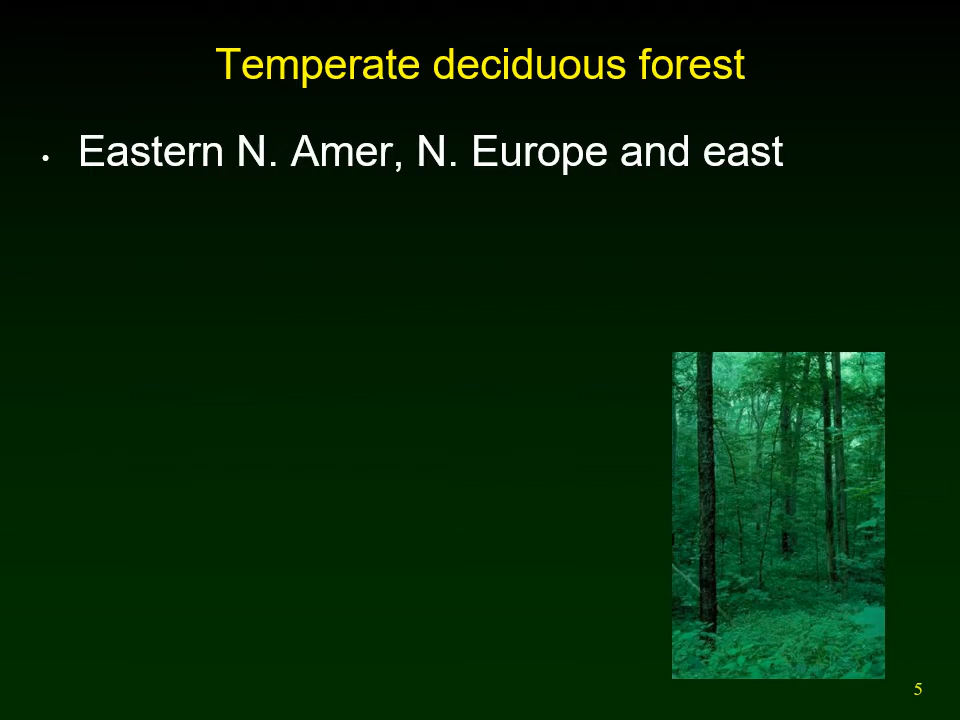 Temperate deciduous forest
• Eastern N. Amer, N. Europe and east
5